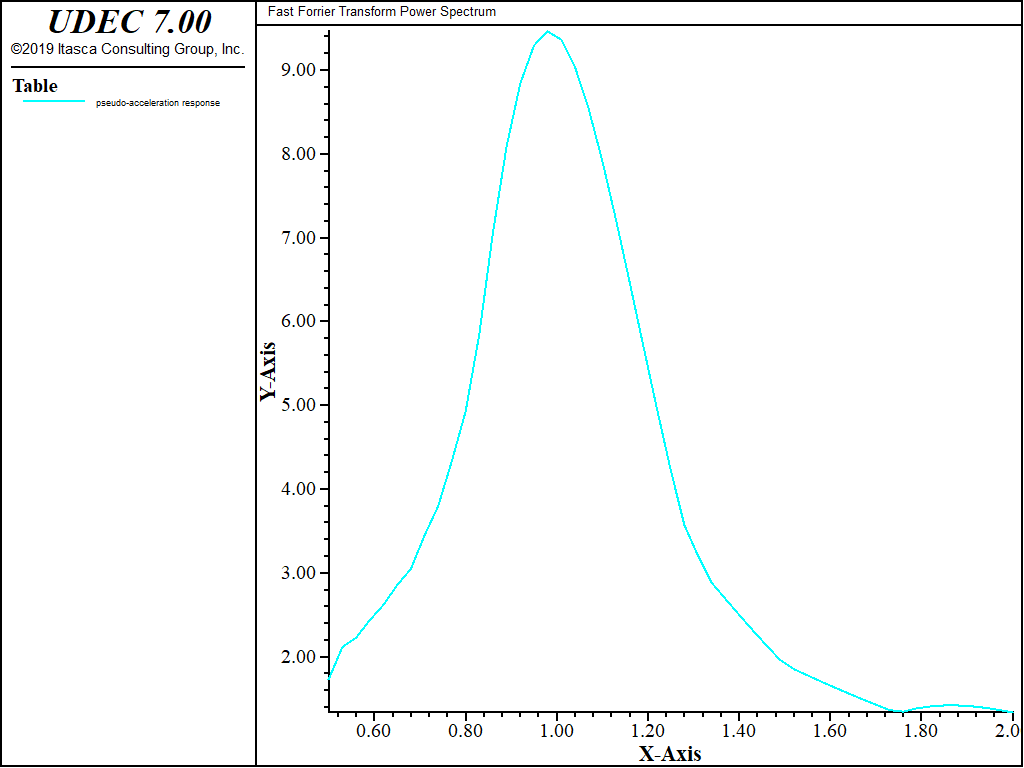 UDEC 7.00
©2019 Itasca Consulting Group, Inc.
Table
pseudo-acceleration response
Fast Forrier Transform Power Spectrum
9.00
8.00
7.00
6.00
5.00
4.00
3.00
2.00
Y-Axis
0.60 0.80 1.00 1.20 1.40 1.60 1.80 2.0
X-Axis